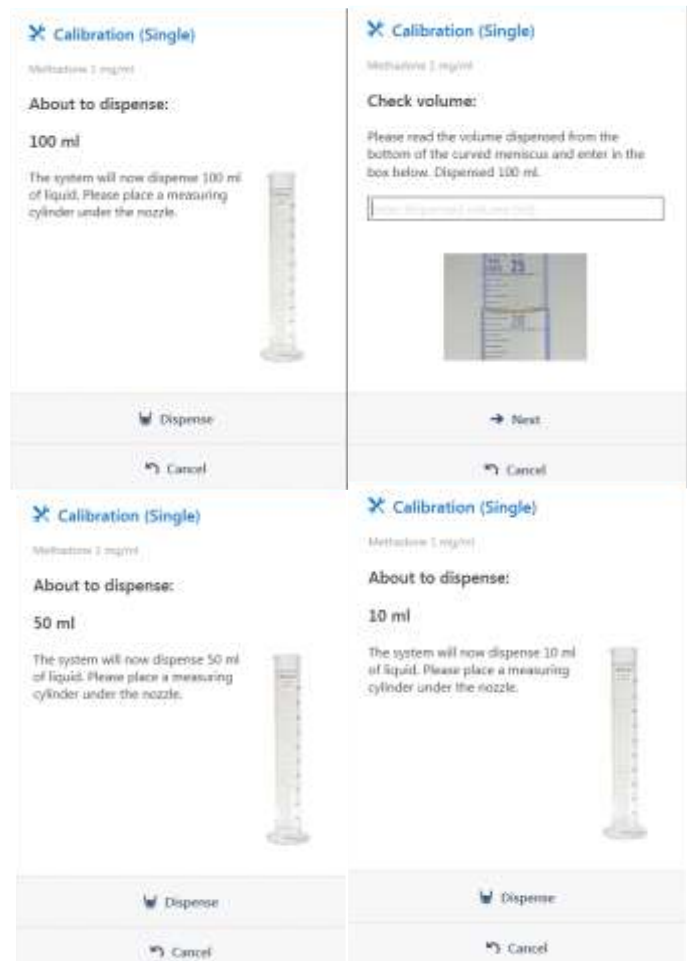 Calibration (Single)
Methadone 1 mg/ml
About to dispense:
100 ml
The system will now dispense 100 ml
of liquid. Please place a measuring
cylinder under the nozzle.
Dispense
Cancel
Calibration (Single)
Methadone 1 mg/ml
Check volume:
Please read the volume dispensed from the
bottom of the curved meniscus and enter in the
box below. Dispensed 100 ml.
25
20
Next
Cancel
Calibration (Single)
Methadone 1 mg/ml
About to dispense:
50 ml
The system will now dispense 50 ml
of liquid. Please place a measuring
cylinder under the nozzle.
Dispense
Cancel
Calibration (Single)
Methadone 1 mg/ml
About to dispense:
10 ml
The system will now dispense 10 ml
of liquid. Please place a measuring
cylinder under the nozzle.
Dispense
Cancel